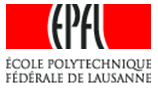 EPFL
ÉCOLE POLYTECHNIQUE
FÉDÉRALE DE LAUSANNE